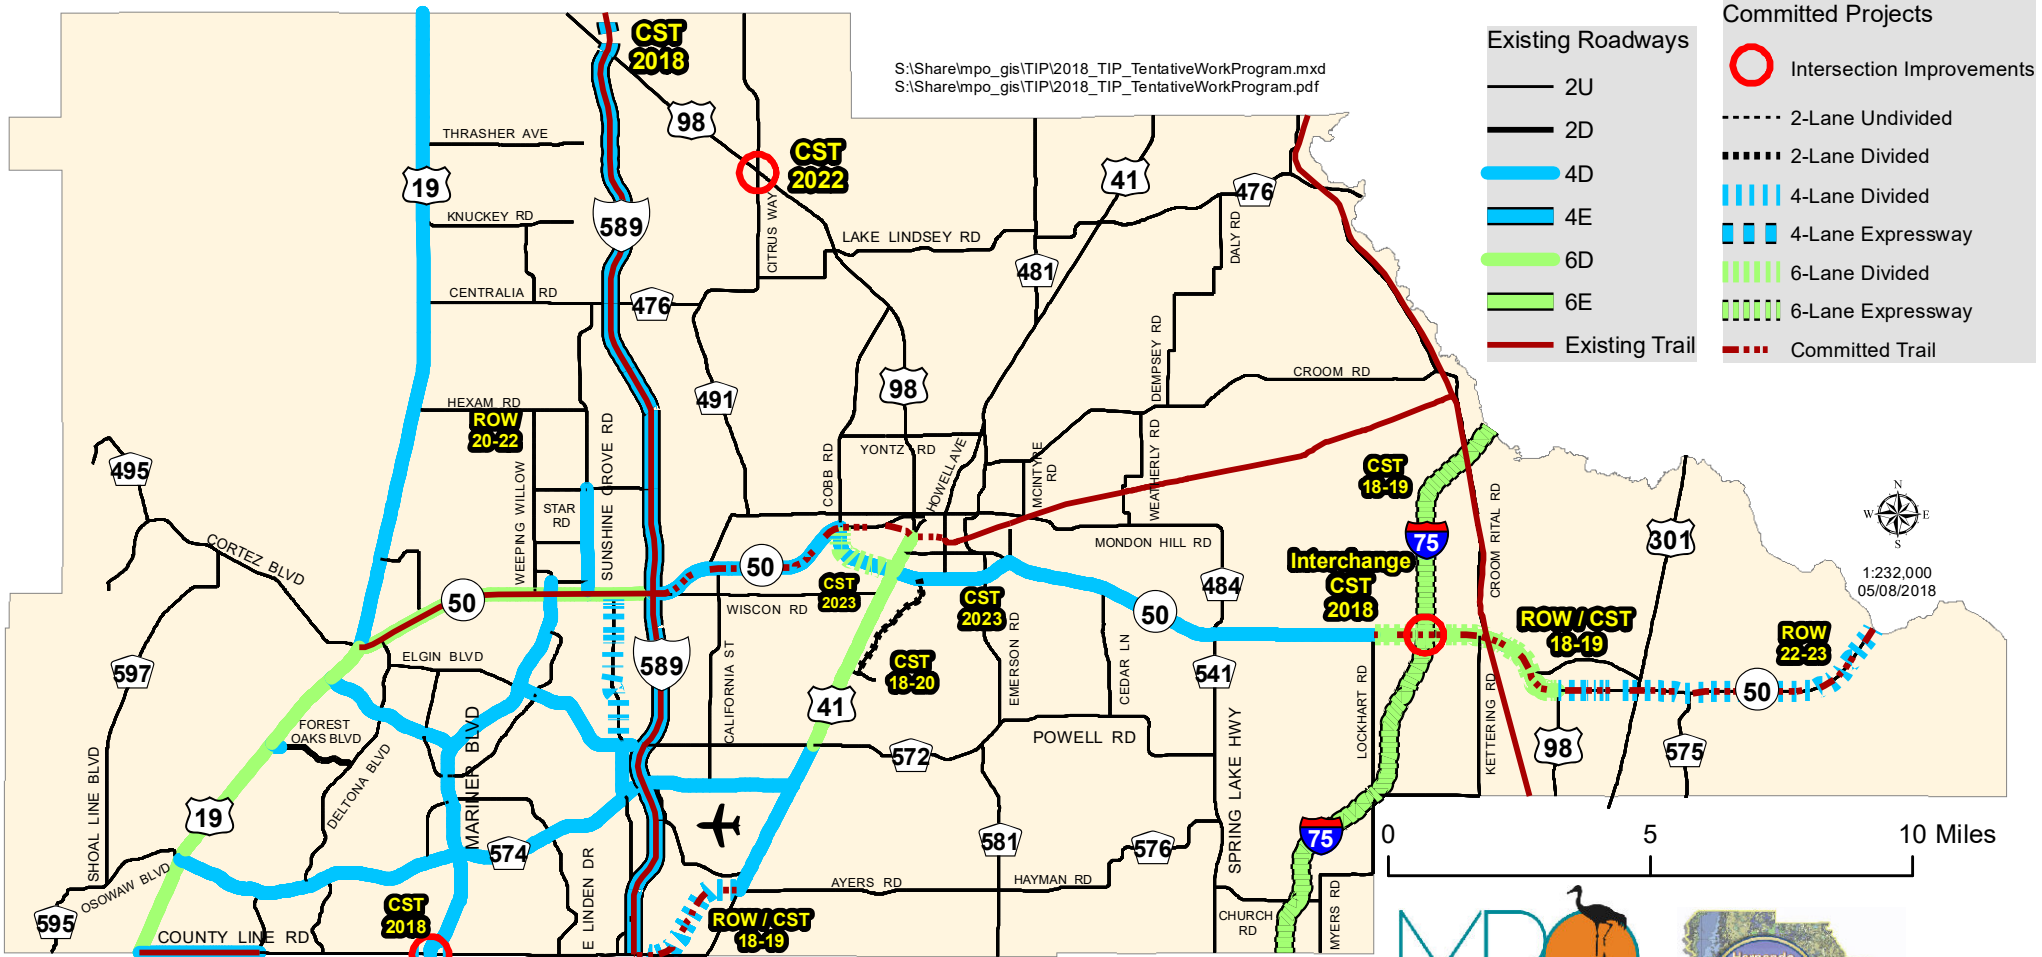 S:\Share\mpo_gis\TIP\2018_TIP_TentativeWorkProgram.mxd
S:\Share\mpo_gis\TIP\2018_TIP_TentativeWorkProgram.pdf
Existing Roadways
2U
2D
4D
4E
6D
6E
Existing Trail
Committed Projects
Intersection Improvements
2-Lane Undivided
2-Lane Divided
4-Lane Divided
4-Lane Expressway
6-Lane Divided
6-Lane Expressway
Committed Trail
CST
2018
98
THRASHER AVE
CST
2022
19
41
476
KNUCKEY RD
589
CITRUS WAY
LAKE LINDSEY RD
DALY RD
481
CENTRALIA RD
476
DEMPSEY RD
CROOM RD
98
491
HEXAM RD
ROW
20-22
SUNSHINE GROVE RD
COBB RD
YONTZ RD
HOWELL AVE
MCINTYRE
RD
WEATHERLY RD
495
WEEPING WILLOW
STAR
RD
CST
18-19
CROOM RITAL RD
301
N
W E
S
1:232,000
05/08/2018
CORTEZ BLVD
50
50
MONDON HILL RD
75
Interchange
CST
2018
484
CST
2023
WISCON RD
CST
2023
50
ROW / CST
18-19
ROW
22-23
597
ELGIN BLVD
589
CALIFORNIA ST
CST
18-20
EMERSON RD
CEDAR LN
541
LOCKHART RD
KETTERING RD
50
41
FOREST
OAKS BLVD
MARINER BLVD
572
POWELL RD
98
575
SHOAL LINE BLVD
DELTONA BLVD
19
SPRING LAKE HWY
75
0 5 10 Miles
574
581
576
OSOWAW BLVD
E LINDEN DR
AYERS RD
HAYMAN RD
595
CST
2018
ROW / CST
18-19
CHURCH
RD
MYERS RD
COUNTY LINE RD